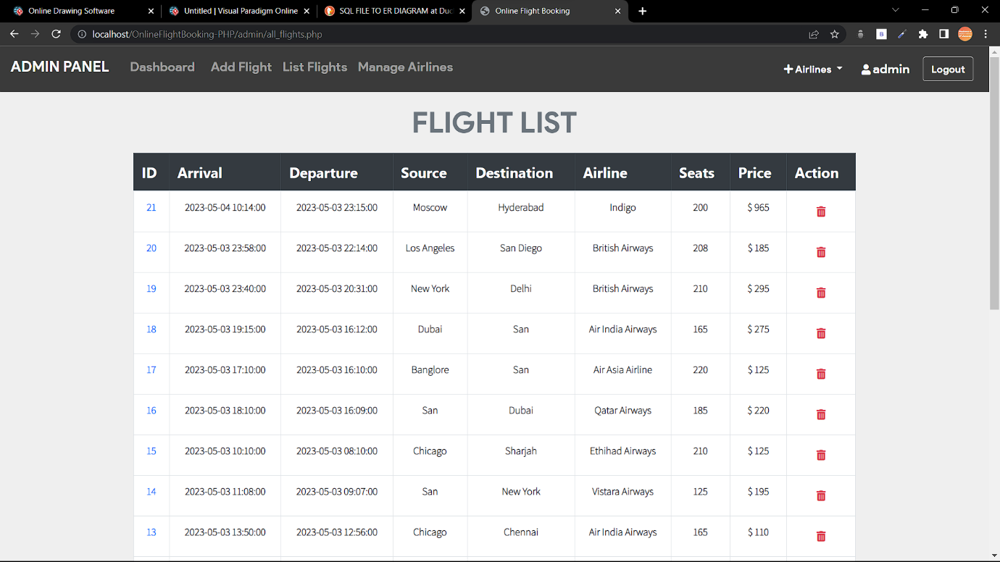 Online Drawing Software
Untitled | Visual Paradigm Online
SQL FILE TO ER DIAGRAM at Duc
Online Flight Booking
localhost/OnlineFlightBooking-PHP/admin/all_flights.php
ADMIN PANEL Dashboard Add Flight List Flights Manage Airlines Airlines admin Logout
FLIGHT LIST
ID Arrival Departure Source Destination Airline Seats Price Action
21 2023-05-04 10:14:00 2023-05-03 23:15:00 Moscow Hyderabad Indigo 200 $ 965
20 2023-05-03 23:58:00 2023-05-03 22:14:00 Los Angeles San Diego British Airways 208 $ 185
19 2023-05-03 23:40:00 2023-05-03 20:31:00 New York Delhi British Airways 210 $ 295
18 2023-05-03 19:15:00 2023-05-03 16:12:00 Dubai San Air India Airways 165 $ 275
17 2023-05-03 17:10:00 2023-05-03 16:10:00 Banglore San Air Asia Airline 220 $ 125
16 2023-05-03 18:10:00 2023-05-03 16:09:00 San Dubai Qatar Airways 185 $ 220
15 2023-05-03 10:10:00 2023-05-03 08:10:00 Chicago Sharjah Ethihad Airways 210 $ 125
14 2023-05-03 11:08:00 2023-05-03 09:07:00 San New York Vistara Airways 125 $ 195
13 2023-05-03 13:50:00 2023-05-03 12:56:00 Chicago Chennai Air India Airways 165 $ 110